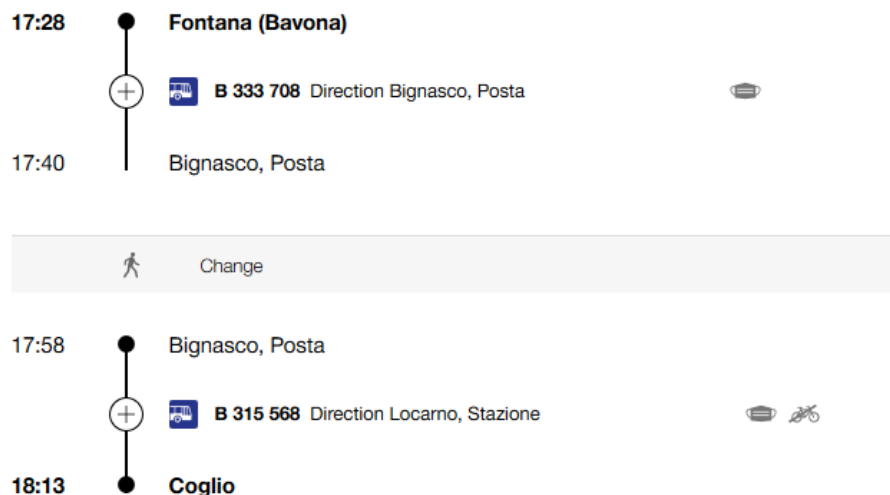 17:28 Fontana (Bavona)
B 333 708 Direction Bignasco, Posta
17:40 Bignasco, Posta
Change
17:58 Bignasco, Posta
B 315 568 Direction Locarno, Stazione
18:13 Coglio